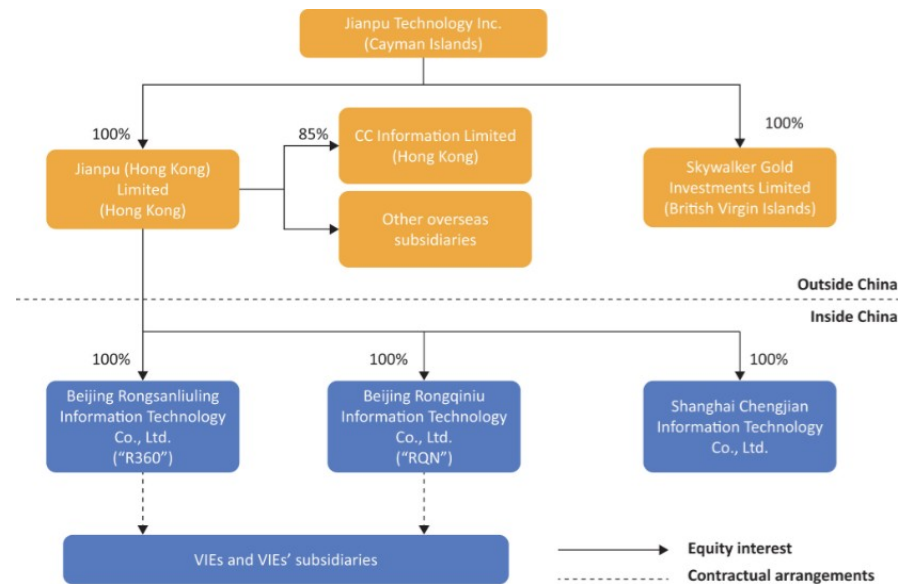 Jianpu Technology Inc.
(Cayman Islands)
100%
85%
100%
Jianpu (Hong Kong)
Limited
(Hong Kong)
CC Information Limited
(Hong Kong)
Other overseas
subsidiaries
Skywalker Gold
Investments Limited
(British Virgin Islands)
Outside China
Inside China
100%
100%
100%
Beijing Rongsanliuling
Information Technology
Co., Ltd.
(“R360”)
Beijing Rongqiniu
Information Technology
Co., Ltd.
(“RQN”)
Shanghai Chengjian
Information Technology
Co., Ltd.
VIEs and VIEs’ subsidiaries
Equity interest
Contractual arrangements